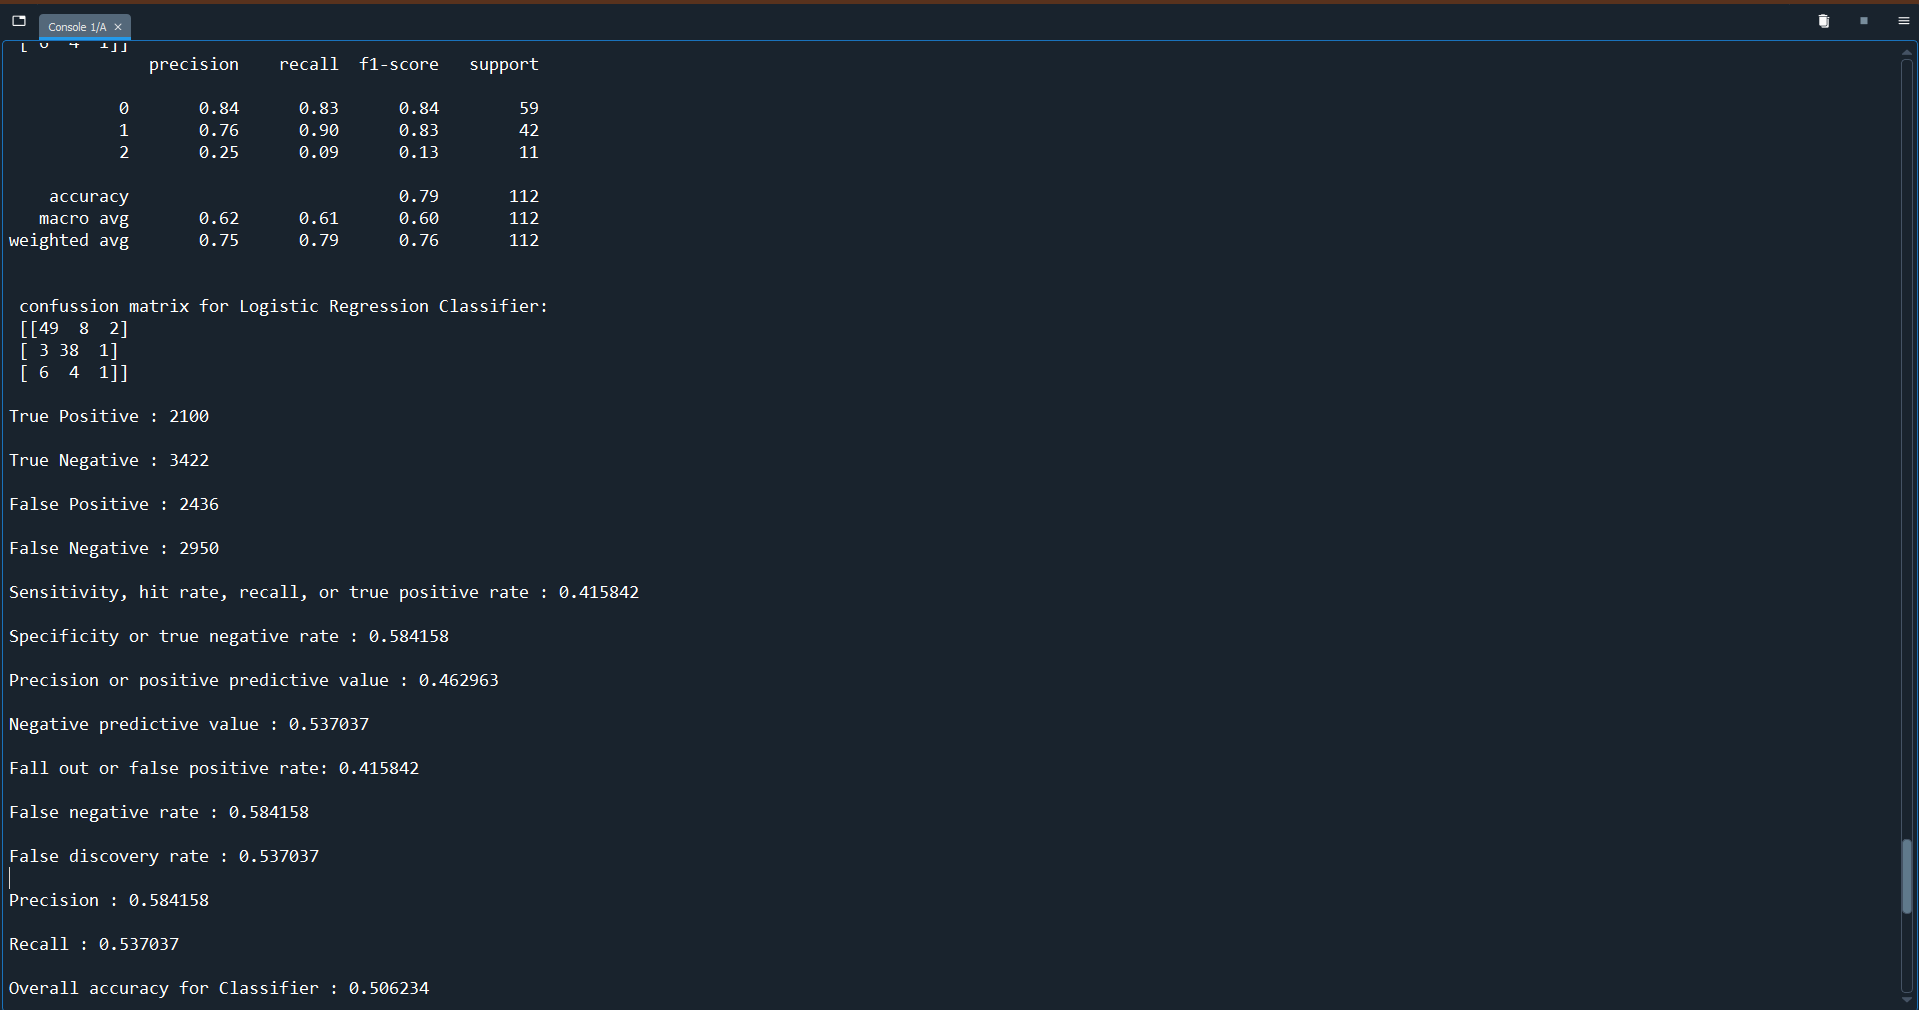 Console 1/A ×
[ 6  4  1]]
              precision    recall  f1-score   support

           0       0.84      0.83      0.84        59
           1       0.76      0.90      0.83        42
           2       0.25      0.09      0.13        11

    accuracy                           0.79       112
   macro avg       0.62      0.61      0.60       112
weighted avg       0.75      0.79      0.76       112

 confussion matrix for Logistic Regression Classifier:
 [[49  8  2]
 [ 3 38  1]
 [ 6  4  1]]

True Positive : 2100

True Negative : 3422

False Positive : 2436

False Negative : 2950

Sensitivity, hit rate, recall, or true positive rate : 0.415842

Specificity or true negative rate : 0.584158

Precision or positive predictive value : 0.462963

Negative predictive value : 0.537037

Fall out or false positive rate: 0.415842

False negative rate : 0.584158

False discovery rate : 0.537037

Precision : 0.584158

Recall : 0.537037

Overall accuracy for Classifier : 0.506234